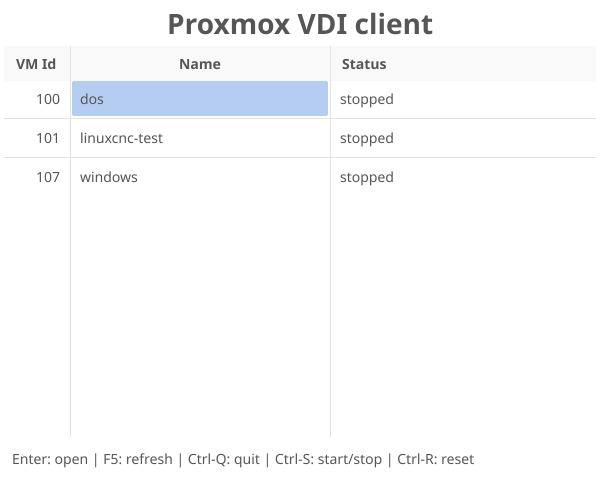 Proxmox VDI client
VM Id Name Status
100 dos stopped
101 linuxcnc-test stopped
107 windows stopped
Enter: open | F5: refresh | Ctrl-Q: quit | Ctrl-S: start/stop | Ctrl-R: reset